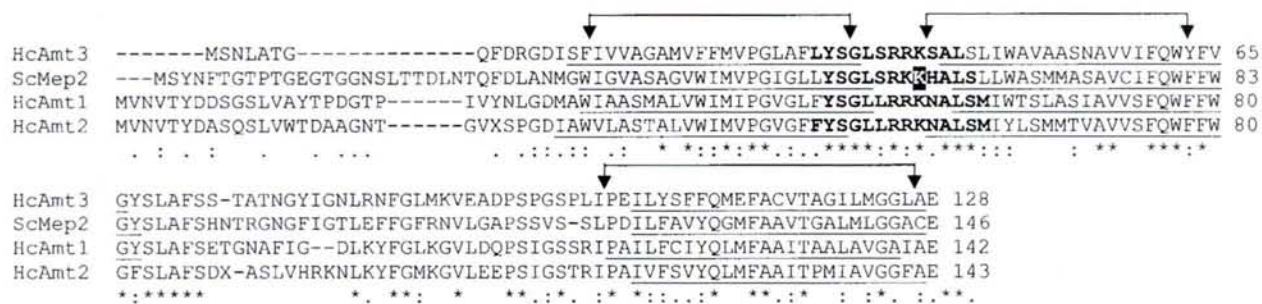 HcAmt3 -------MSNLATG---------------QFDRGDISFIVVAGAMVFFMVPGLAFLYSGLSRRKSALSLIWAVAASNAVVIFQWYFV 65
ScMep2 ---MSYNFTGTPTGEGTGGNSLTTDLNTQFDLANMGWIGVASAGVWIMVPGIGLLYSGLSRKKHALSLLWASMMASAVCIFQWFFW 83
HcAmt1 MVNVTYDDSGSLVAYTPDGTP------IVYNLGDMAWIAASMALVWIMIPGVGLFYSGLLRRKNALSMIWTSLASIAVVSFQWFFW 80
HcAmt2 MVNVTYDASQSLVWTDAAGNT------GVXSPGDIAWVLASTALVWIMVPGVGFFYSGLLRRKNALSMIYLSMMTVAVVSFQWFFW 80
HcAmt3 GYSLAFSS-TATNGYIGNLRNFGLMKVEADPSPGSPLIPEILYSFFQMEFACVTAGILMGGLAE 128
ScMep2 GYSLAFSHNTRGNGFIGTLEFFGFRNVLGAPSSVS-SLPDILFAVYQGMFAAVTGALMLGGACE 146
HcAmt1 GYSLAFSETGNAFIG--DLKYFGLKGVLDQPSIGSSRIPAILFCIYQLMFAAITAALAVGAIAE 142
HcAmt2 GFSLAFSDX-ASLVHRKNLKYFGMKGVLEEPSIGSTRIPAIVFSVYQLMFAAITPMIAVGGFAE 143